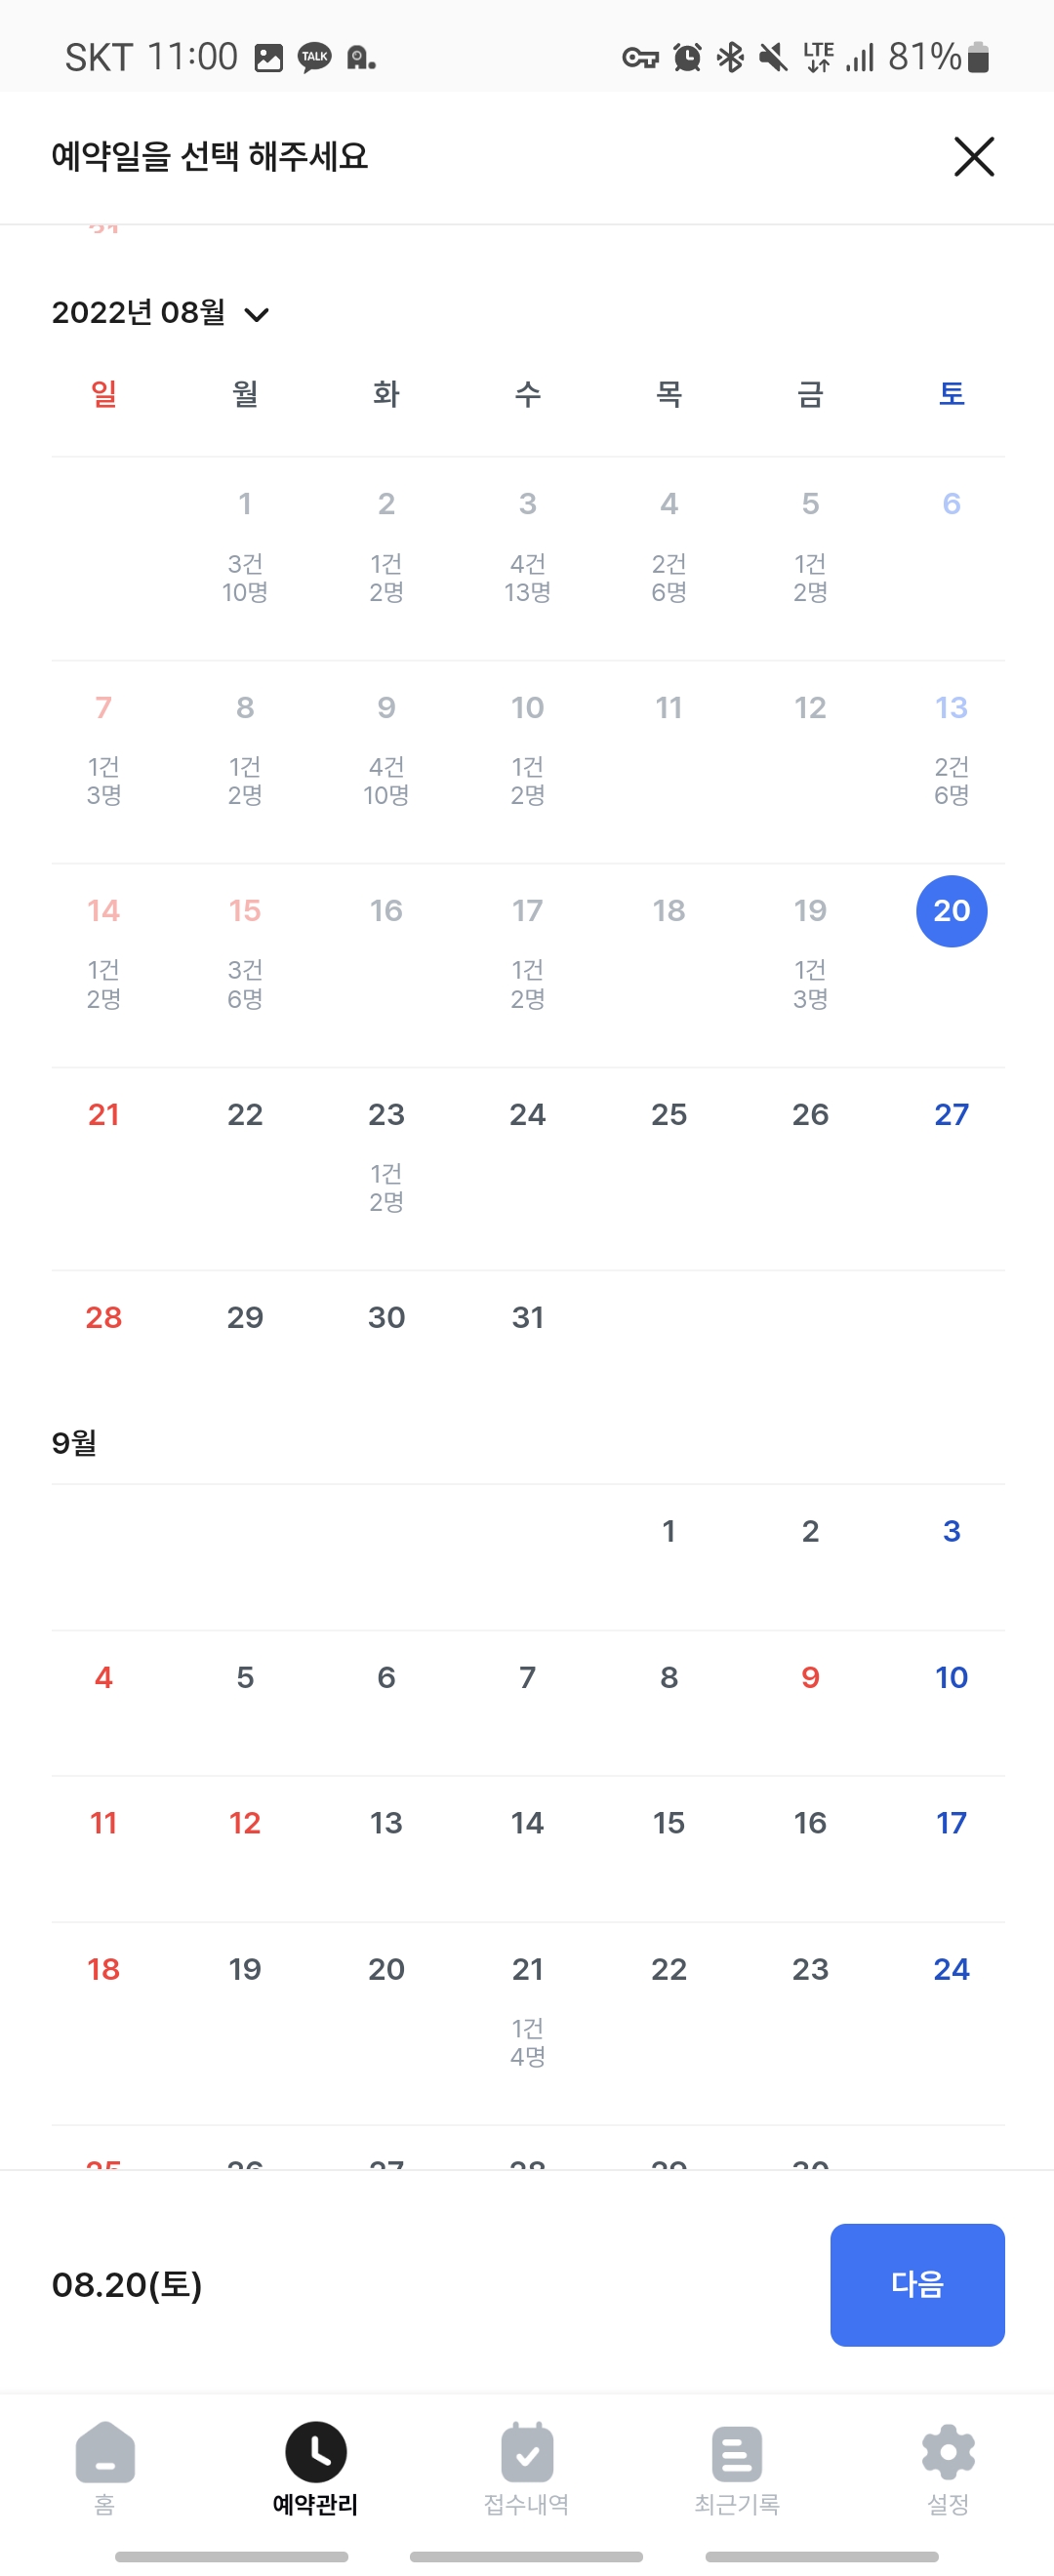 SKT 11:00 TALK LTE 81%
예약일을 선택 해주세요
2022년 08월
일 월 화 수 목 금 토
1 2 3 4 5 6
3건 1건 4건 2건 1건
10명 2명 13명 6명 2명
7 8 9 10 11 12 13
1건 1건 4건 1건 2건
3명 2명 10명 2명 6명
14 15 16 17 18 19 20
1건 3건 1건 1건
2명 6명 2명 3명
21 22 23 24 25 26 27
1건
2명
28 29 30 31
9월
1 2 3
4 5 6 7 8 9 10
11 12 13 14 15 16 17
18 19 20 21 22 23 24
1건
4명
25 26 27 28 29 30
08.20(토) 다음
홈 예약관리 접수내역 최근기록 설정